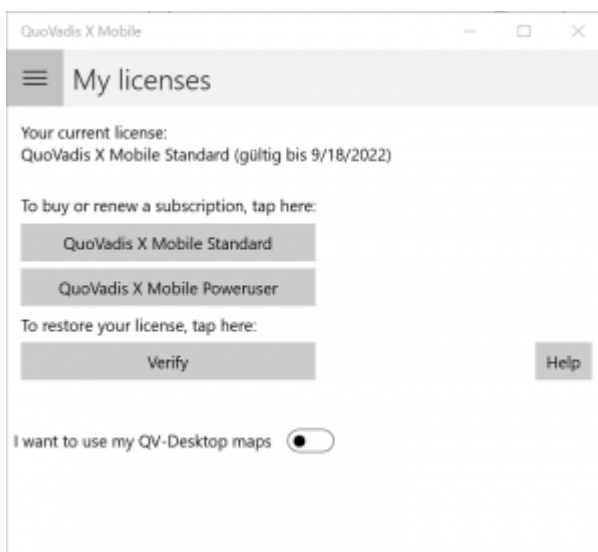 QuoVadis X Mobile
My licenses
Your current license:
QuoVadis X Mobile Standard (gültig bis 9/18/2022)
To buy or renew a subscription, tap here:
QuoVadis X Mobile Standard
QuoVadis X Mobile Poweruser
To restore your license, tap here:
Verify
Help
I want to use my QV-Desktop maps